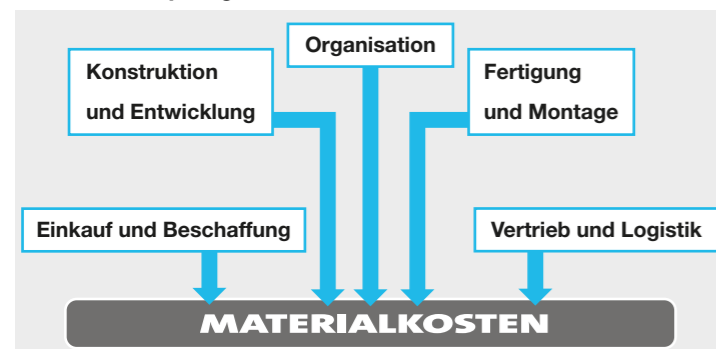 Organisation
Konstruktion
und Entwicklung
Fertigung
und Montage
Einkauf und Beschaffung
Vertrieb und Logistik
MATERIALKOSTEN